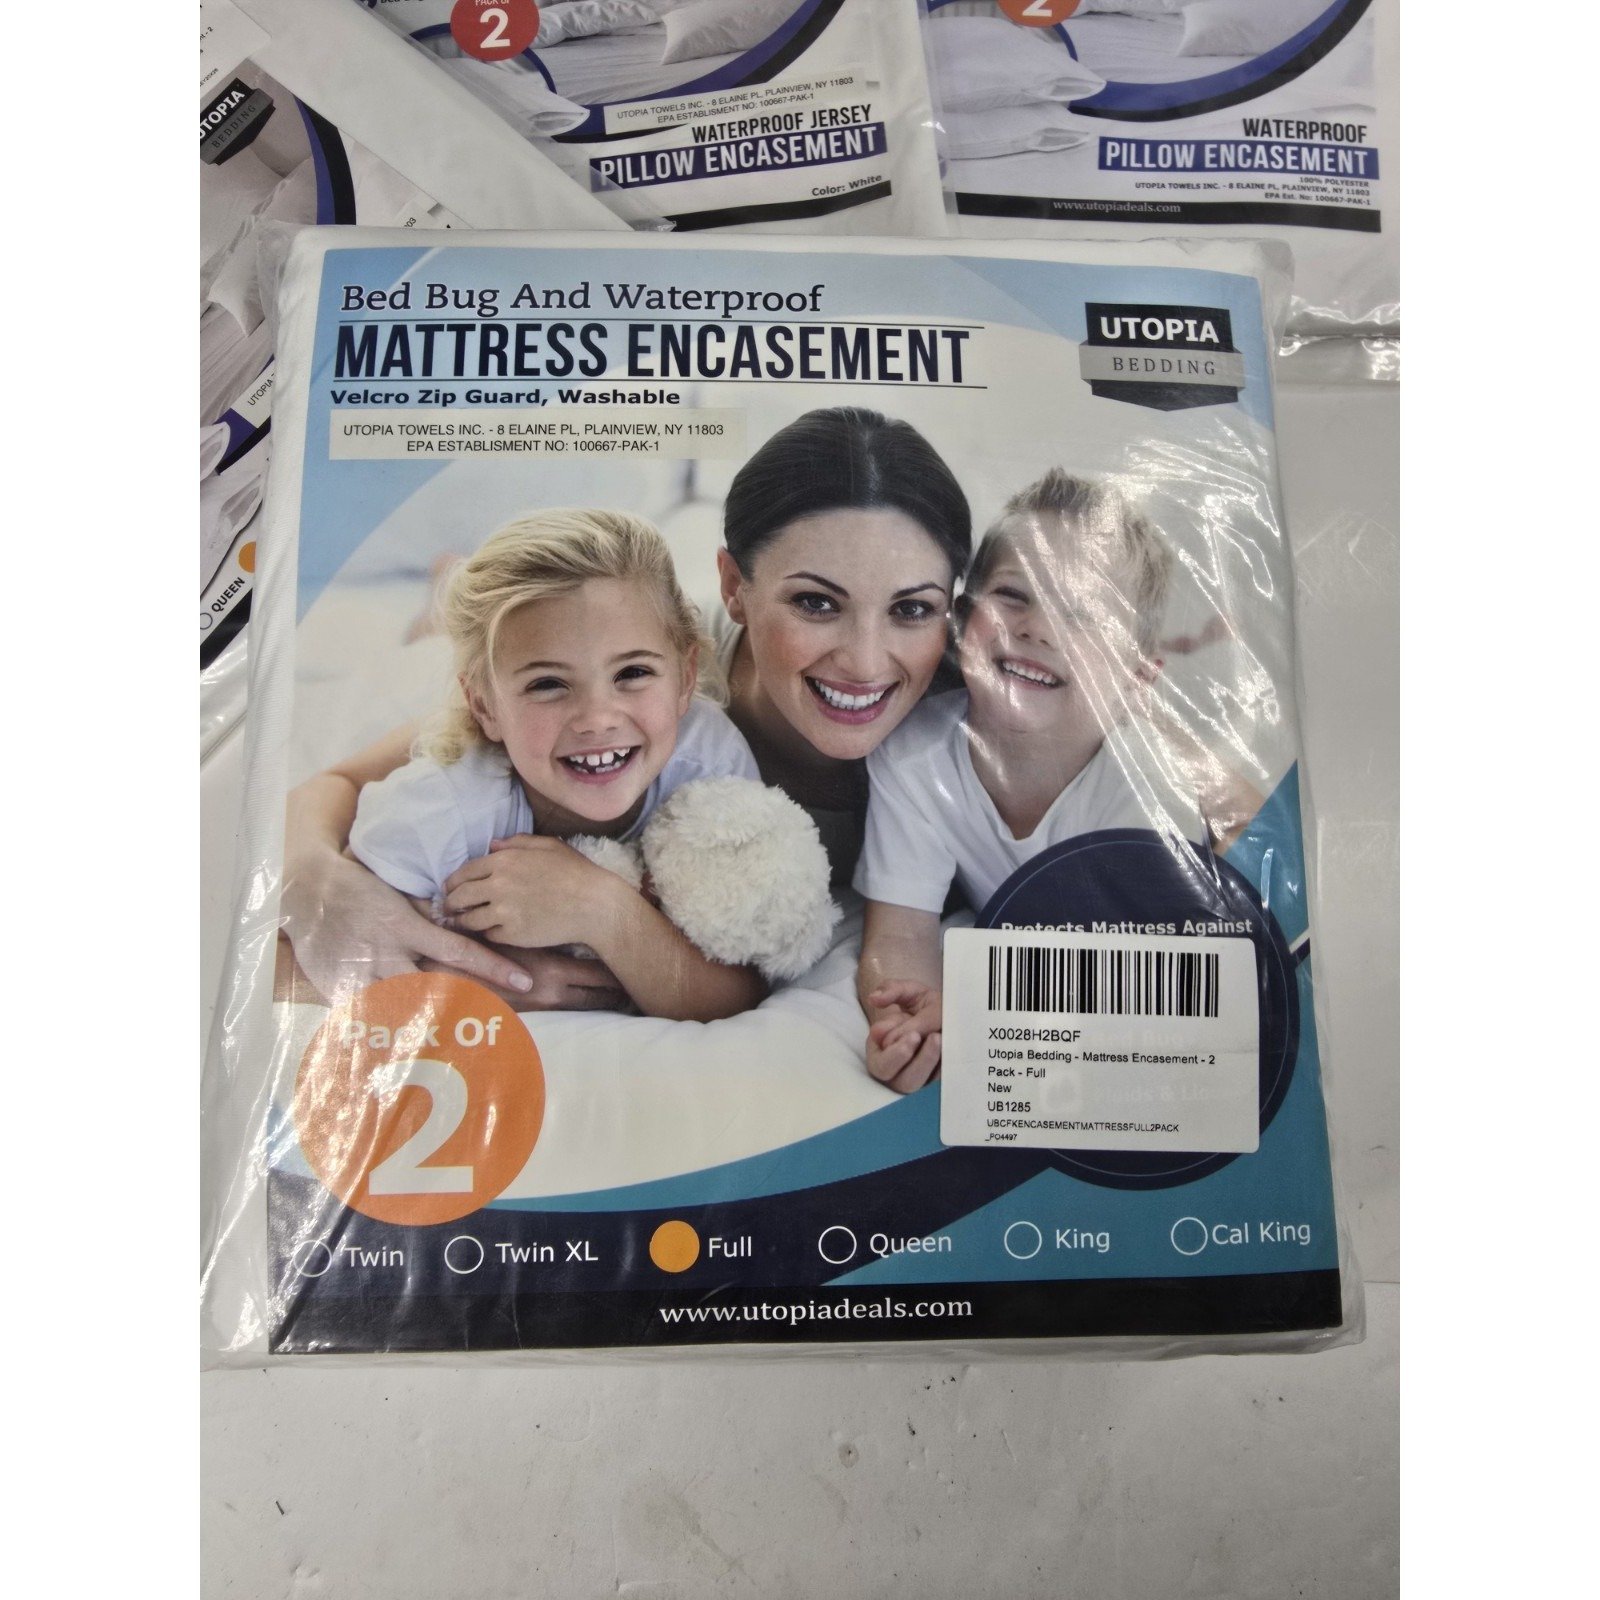 PACK OF
2
UTOPIA TOWELS INC. - 8 ELAINE PL, PLAINVIEW, NY 11803
EPA ESTABLISMENT NO: 100667-PAK-1
WATERPROOF JERSEY
PILLOW ENCASEMENT
Color: White
2
WATERPROOF
PILLOW ENCASEMENT
100% POLYESTER
UTOPIA TOWELS INC. - 8 ELAINE PL, PLAINVIEW, NY 11803
EPA Est. No: 100667-PAK-1
www.utopiadeals.com
UTOPIA
BEDDING
UTOPIA
QUEEN
Bed Bug And Waterproof
MATTRESS ENCASEMENT
Velcro Zip Guard, Washable
UTOPIA TOWELS INC. - 8 ELAINE PL, PLAINVIEW, NY 11803
EPA ESTABLISMENT NO: 100667-PAK-1
UTOPIA
BEDDING
Protects Mattress Against
X0028H2BQF
Utopia Bedding - Mattress Encasement - 2
Pack - Full
New
UB1285
UBCFKENCASEMENTMATTRESSFULL2PACK
_PO4497
Pack Of
2
Twin
Twin XL
Full
Queen
King
Cal King
www.utopiadeals.com